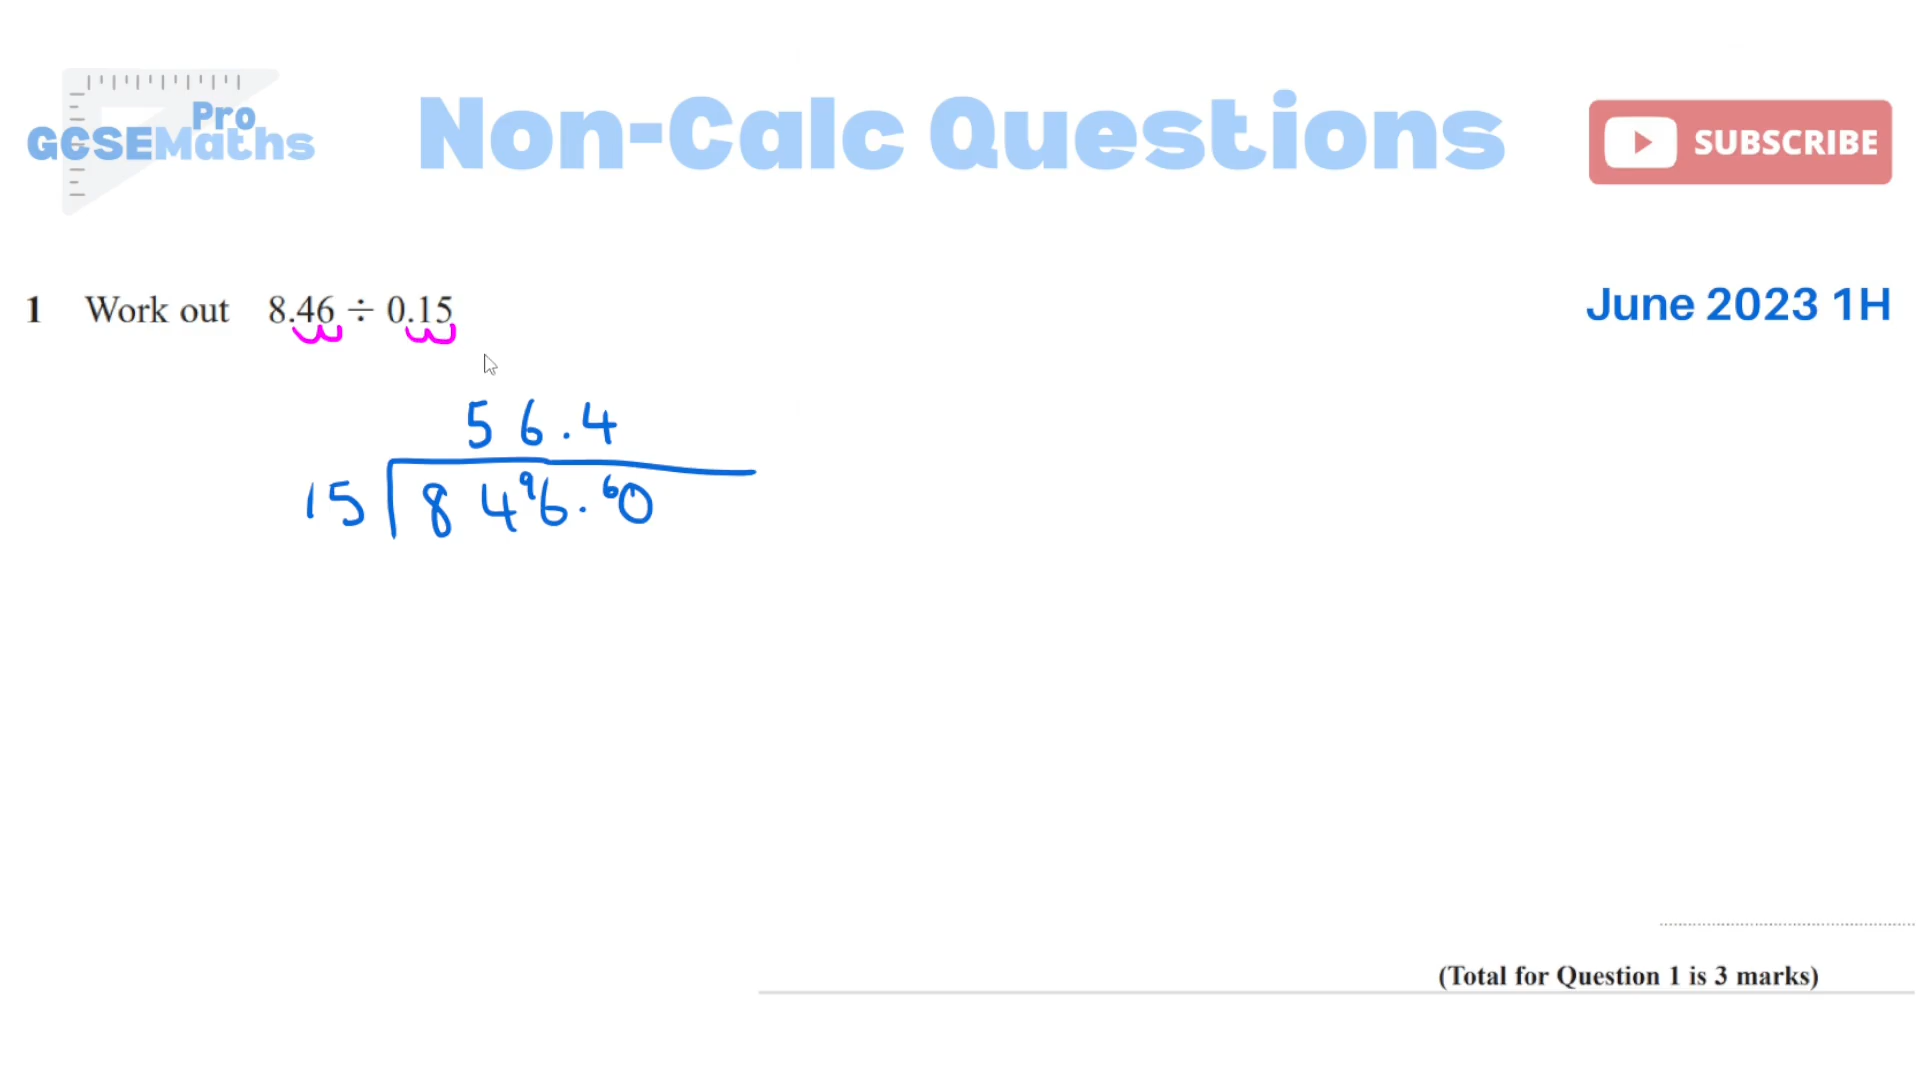 Pro
GCSEMaths
Non-Calc Questions
SUBSCRIBE
1 Work out 8.46 ÷ 0.15
June 2023 1H
5 6 . 4
15 8 4 9 6 . 6 0
(Total for Question 1 is 3 marks)